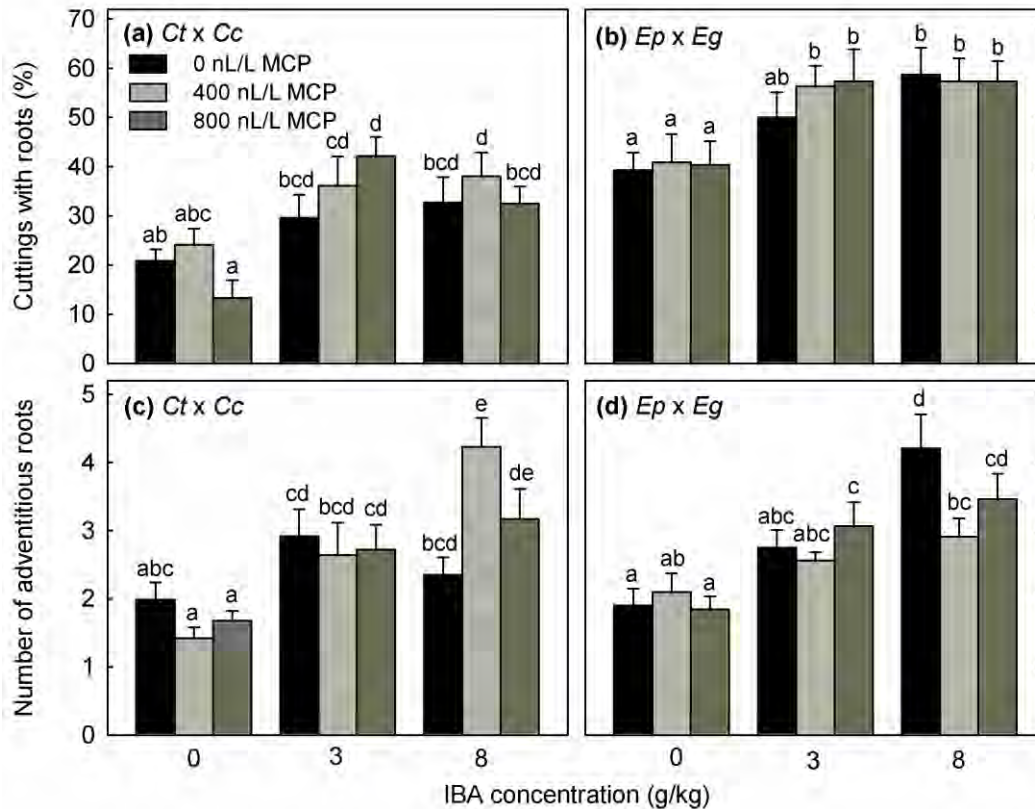 Cuttings with roots (%)
70
60
50
40
30
20
10
0
(a) Ct x Cc
0 nL/L MCP
400 nL/L MCP
800 nL/L MCP
ab
abc
a
bcd
cd
d
bcd
d
bcd
(b) Ep x Eg
a
a
a
ab
b
b
b
b
b
Number of adventitious roots
5
4
3
2
1
0
(c) Ct x Cc
abc
a
a
cd
bcd
cd
bcd
e
de
(d) Ep x Eg
a
ab
a
abc
abc
c
d
bc
cd
0
3
8
0
3
8
IBA concentration (g/kg)